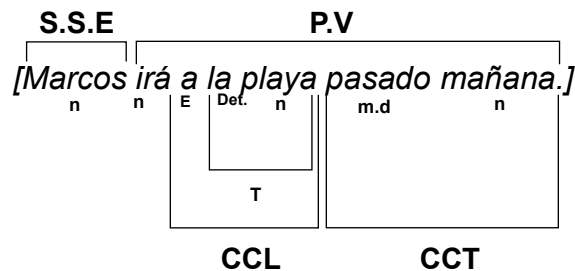 S.S.E P.V
[Marcos irá a la playa pasado mañana.]
n n E Det. n m.d n
T
CCL CCT